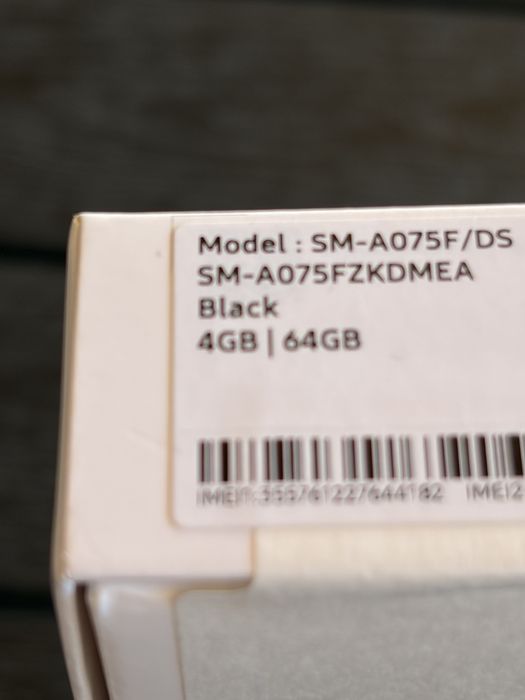 Model : SM-A075F/DS
SM-A075FZKDMEA
Black
4GB | 64GB
IMEI1:355761227644182 IMEI2